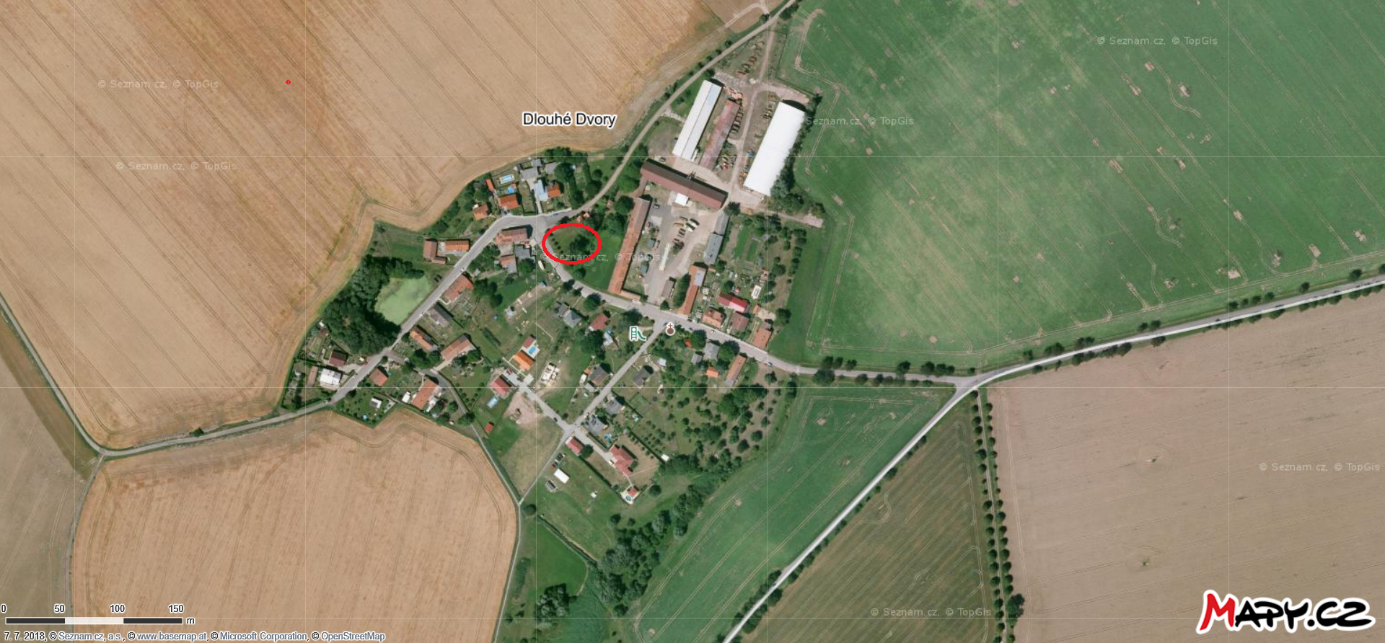 © Seznam.cz, © TopGis
© Seznam.cz, © TopGis
Dlouhé Dvory
Seznam.cz, © TopGis
© Seznam.cz, © TopGis
Seznam.cz, © TopGis
© Seznam.cz, © TopGis
© Seznam.cz, © TopGis
0 50 100 150 m
7. 7. 2018, © Seznam.cz, a.s., © www.basemap.at, © Microsoft Corporation, © OpenStreetMap
MAPY.CZ